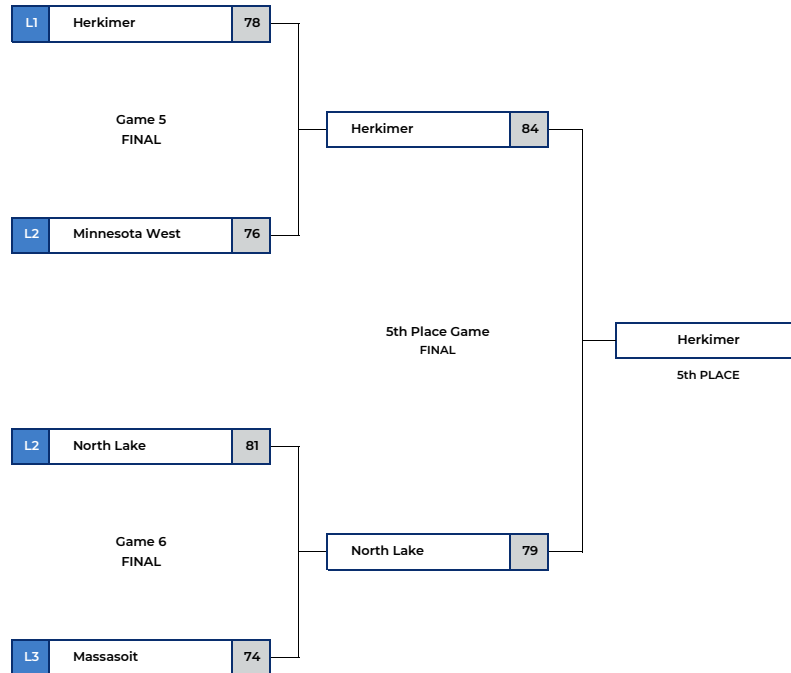 L1 Herkimer 78
Game 5
FINAL
Herkimer 84
L2 Minnesota West 76
5th Place Game
FINAL
Herkimer
5th PLACE
L2 North Lake 81
Game 6
FINAL
North Lake 79
L3 Massasoit 74